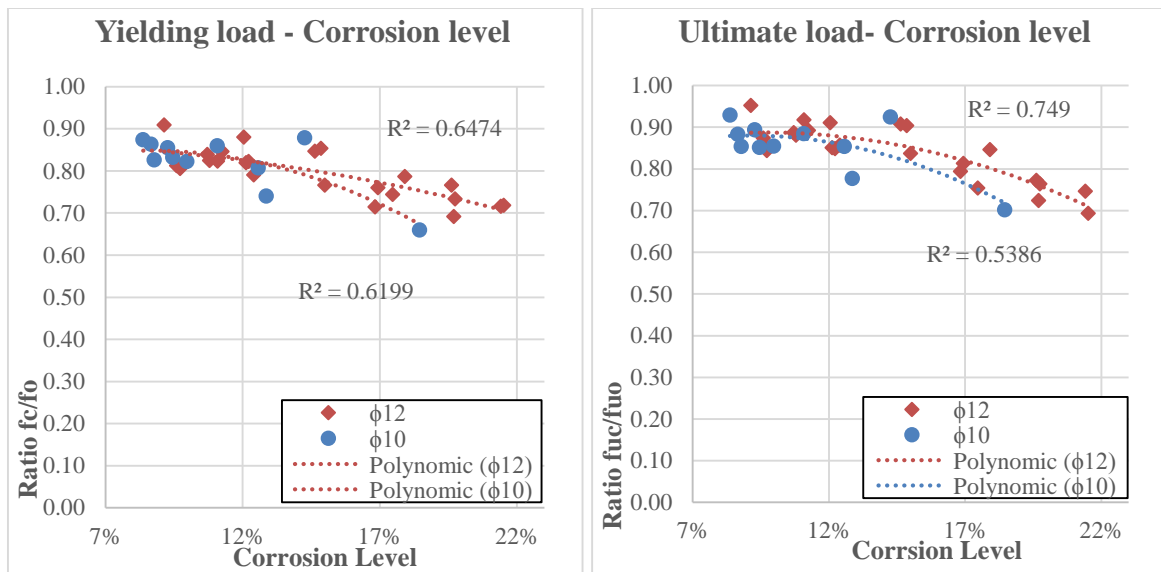 Yielding load - Corrosion level
1.00
0.90
0.80
0.70
0.60
0.50
0.40
0.30
0.20
0.10
0.00
Ratio fc/fo
R² = 0.6474
R² = 0.6199
ϕ12
ϕ10
Polynomic (ϕ12)
Polynomic (ϕ10)
7% 12% 17% 22%
Corrosion Level
Ultimate load- Corrosion level
1.00
0.90
0.80
0.70
0.60
0.50
0.40
0.30
0.20
0.10
0.00
Ratio fuc/fuo
R² = 0.749
R² = 0.5386
ϕ12
ϕ10
Polynomic (ϕ12)
Polynomic (ϕ10)
7% 12% 17% 22%
Corrsion Level